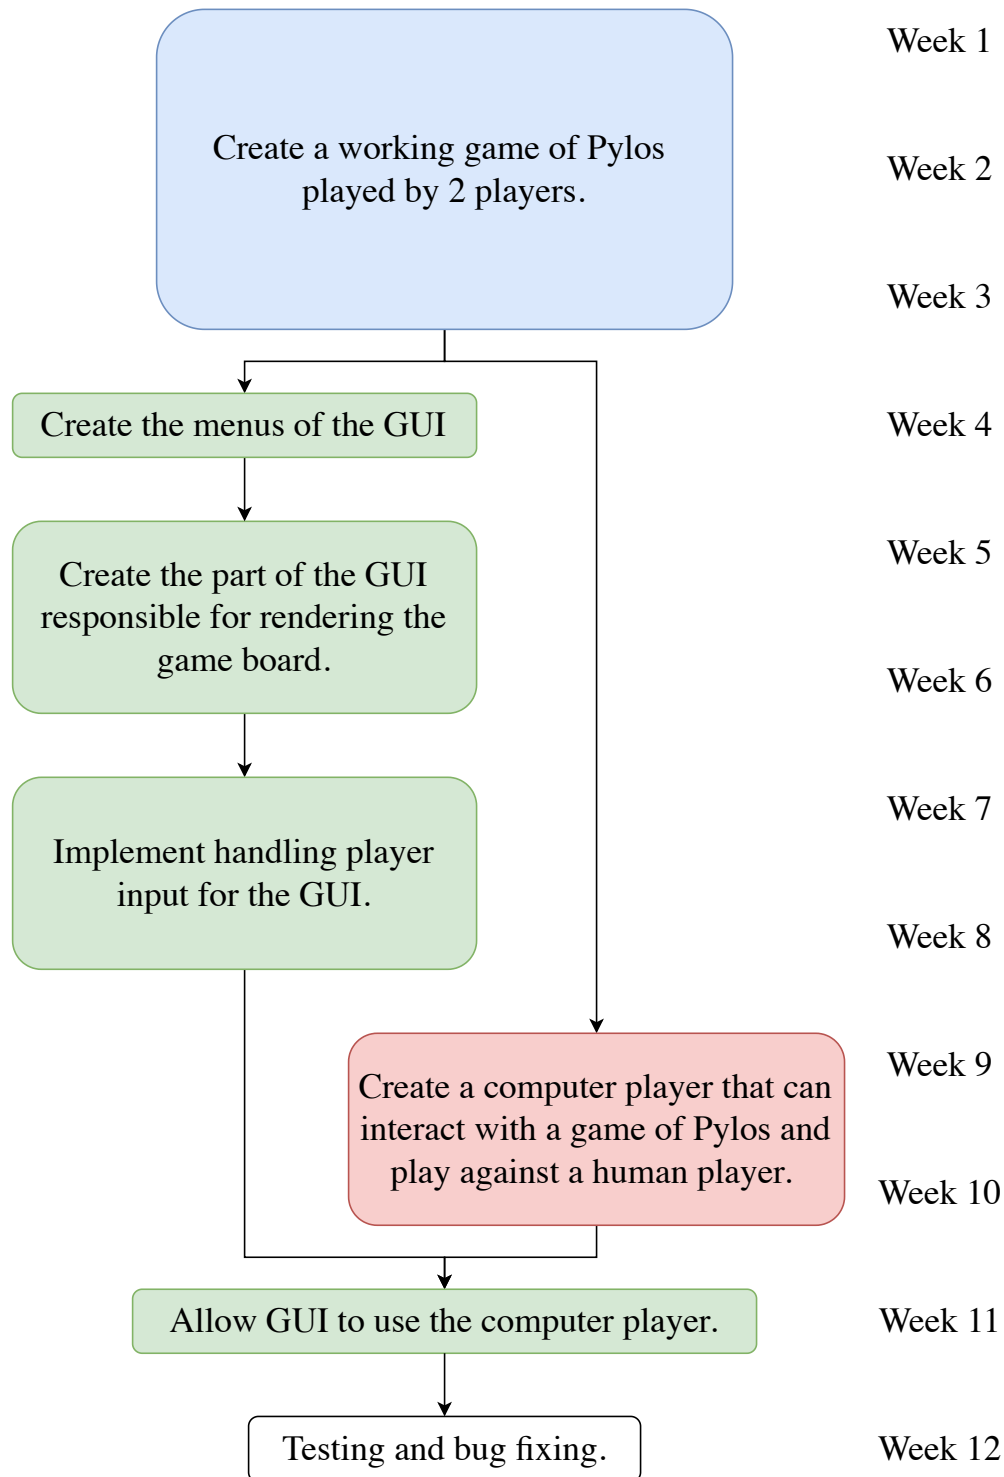 Week 1
Create a working game of Pylos
played by 2 players.
Week 2
Week 3
Create the menus of the GUI
Week 4
Create the part of the GUI
responsible for rendering the
game board.
Week 5
Week 6
Implement handling player
input for the GUI.
Week 7
Week 8
Create a computer player that can
interact with a game of Pylos and
play against a human player.
Week 9
Week 10
Allow GUI to use the computer player.
Week 11
Testing and bug fixing.
Week 12